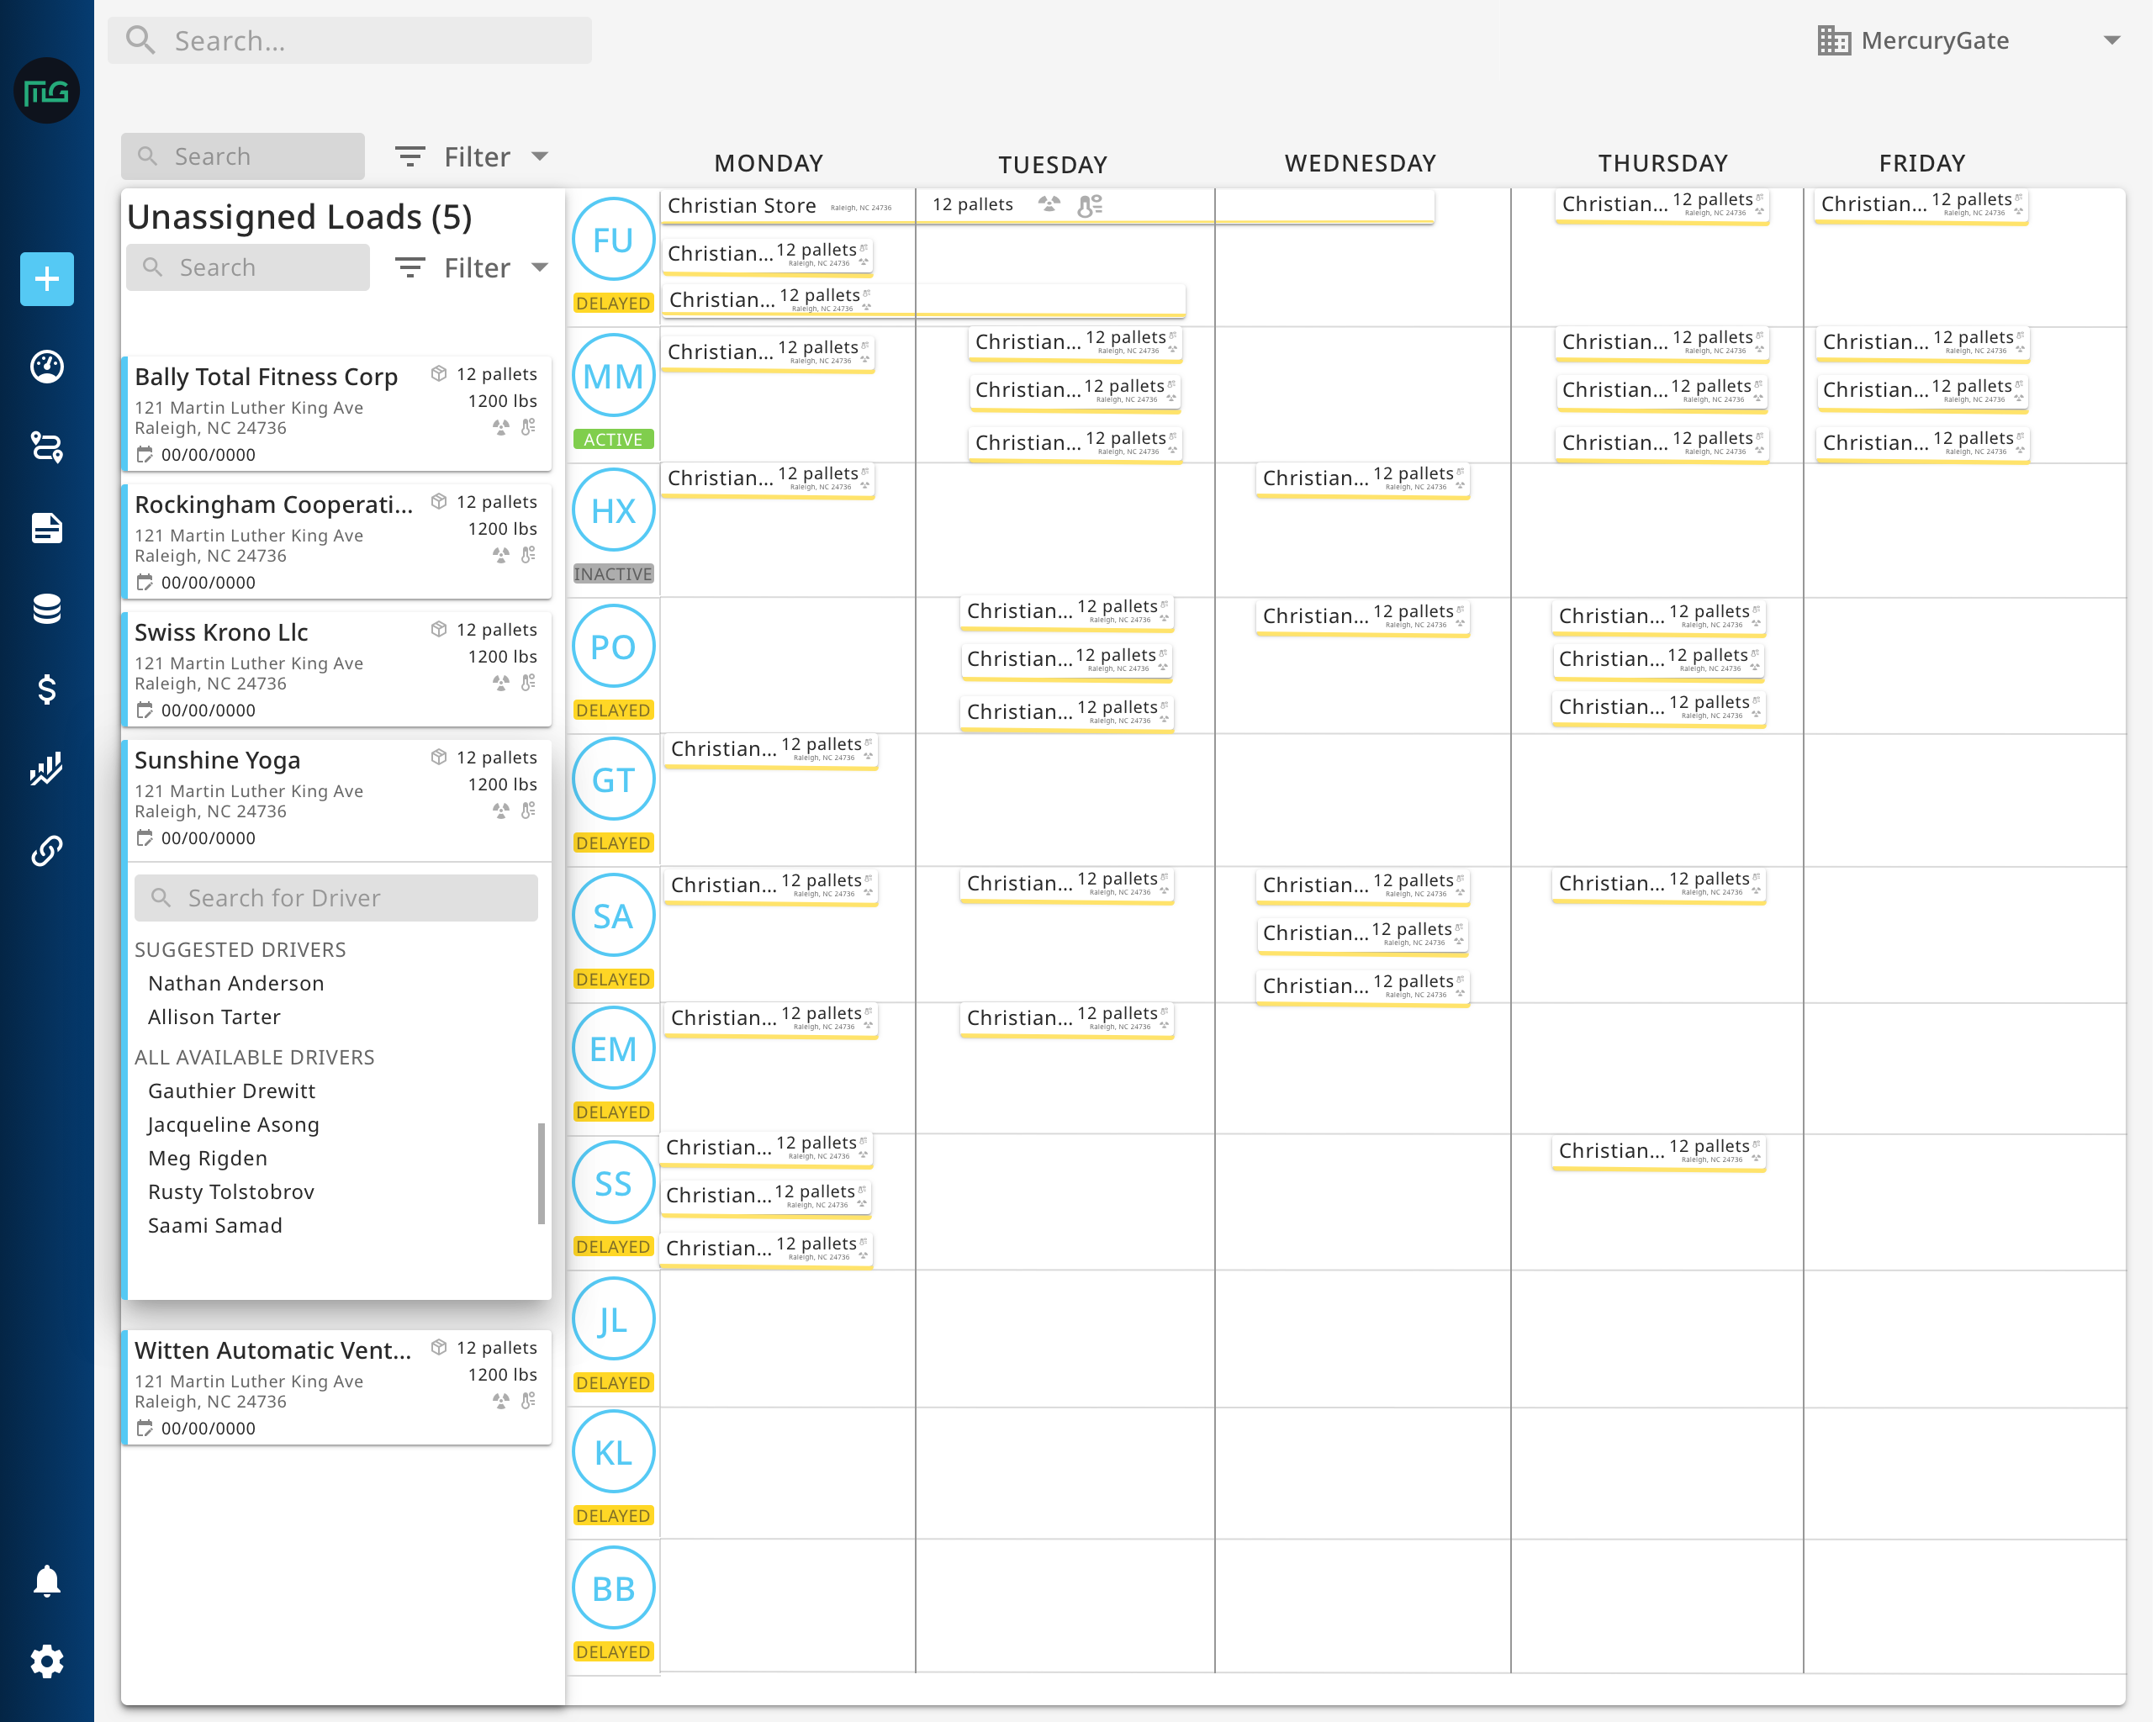 MG
Search...
MercuryGate
Search
Filter
MONDAY
TUESDAY
WEDNESDAY
THURSDAY
FRIDAY
Unassigned Loads (5)
Search
Filter
Bally Total Fitness Corp
12 pallets
121 Martin Luther King Ave
1200 lbs
Raleigh, NC 24736
00/00/0000
Rockingham Cooperati...
12 pallets
121 Martin Luther King Ave
1200 lbs
Raleigh, NC 24736
00/00/0000
Swiss Krono Llc
12 pallets
121 Martin Luther King Ave
1200 lbs
Raleigh, NC 24736
00/00/0000
Sunshine Yoga
12 pallets
121 Martin Luther King Ave
1200 lbs
Raleigh, NC 24736
00/00/0000
Search for Driver
SUGGESTED DRIVERS
Nathan Anderson
Allison Tarter
ALL AVAILABLE DRIVERS
Gauthier Drewitt
Jacqueline Asong
Meg Rigden
Rusty Tolstobrov
Saami Samad
Witten Automatic Vent...
12 pallets
121 Martin Luther King Ave
1200 lbs
Raleigh, NC 24736
00/00/0000
FU
DELAYED
Christian Store Raleigh, NC 24736 12 pallets
Christian... 12 pallets Raleigh, NC 24736
Christian... 12 pallets Raleigh, NC 24736
Christian... 12 pallets Raleigh, NC 24736
Christian... 12 pallets Raleigh, NC 24736
MM
ACTIVE
Christian... 12 pallets Raleigh, NC 24736
Christian... 12 pallets Raleigh, NC 24736
Christian... 12 pallets Raleigh, NC 24736
Christian... 12 pallets Raleigh, NC 24736
Christian... 12 pallets Raleigh, NC 24736
Christian... 12 pallets Raleigh, NC 24736
Christian... 12 pallets Raleigh, NC 24736
Christian... 12 pallets Raleigh, NC 24736
Christian... 12 pallets Raleigh, NC 24736
Christian... 12 pallets Raleigh, NC 24736
HX
INACTIVE
Christian... 12 pallets Raleigh, NC 24736
Christian... 12 pallets Raleigh, NC 24736
PO
DELAYED
Christian... 12 pallets Raleigh, NC 24736
Christian... 12 pallets Raleigh, NC 24736
Christian... 12 pallets Raleigh, NC 24736
Christian... 12 pallets Raleigh, NC 24736
Christian... 12 pallets Raleigh, NC 24736
Christian... 12 pallets Raleigh, NC 24736
Christian... 12 pallets Raleigh, NC 24736
GT
DELAYED
Christian... 12 pallets Raleigh, NC 24736
SA
DELAYED
Christian... 12 pallets Raleigh, NC 24736
Christian... 12 pallets Raleigh, NC 24736
Christian... 12 pallets Raleigh, NC 24736
Christian... 12 pallets Raleigh, NC 24736
Christian... 12 pallets Raleigh, NC 24736
Christian... 12 pallets Raleigh, NC 24736
EM
DELAYED
Christian... 12 pallets Raleigh, NC 24736
Christian... 12 pallets Raleigh, NC 24736
SS
DELAYED
Christian... 12 pallets Raleigh, NC 24736
Christian... 12 pallets Raleigh, NC 24736
Christian... 12 pallets Raleigh, NC 24736
Christian... 12 pallets Raleigh, NC 24736
JL
DELAYED
KL
DELAYED
BB
DELAYED